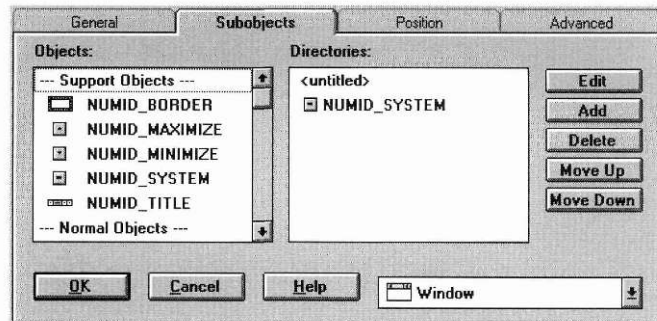 General Subobjects Position Advanced
Objects: Directories:
--- Support Objects ---
NUMID_BORDER
NUMID_MAXIMIZE
NUMID_MINIMIZE
NUMID_SYSTEM
NUMID_TITLE
--- Normal Objects ---
<untitled>
NUMID_SYSTEM
Edit
Add
Delete
Move Up
Move Down
OK Cancel Help Window